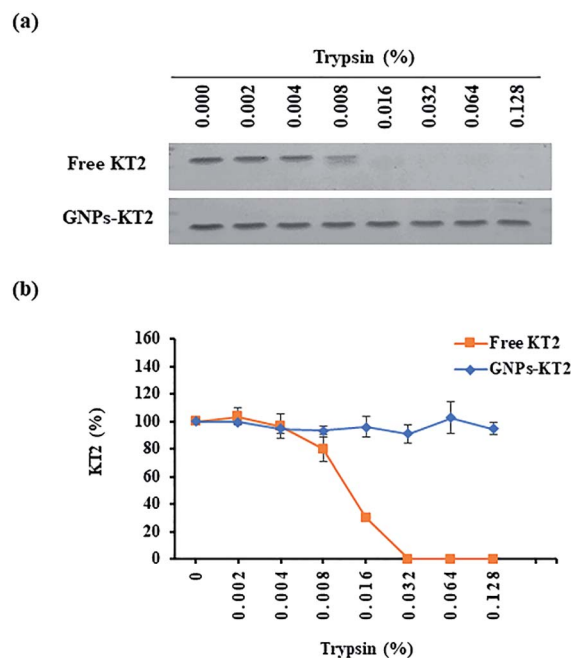 (a)
Trypsin (%)
0.000 0.002 0.004 0.008 0.016 0.032 0.064 0.128
Free KT2
GNPs-KT2
(b)
160
140
120
100
80
60
40
20
0
KT2 (%)
Free KT2
GNPs-KT2
0 0.002 0.004 0.008 0.016 0.032 0.064 0.128
Trypsin (%)